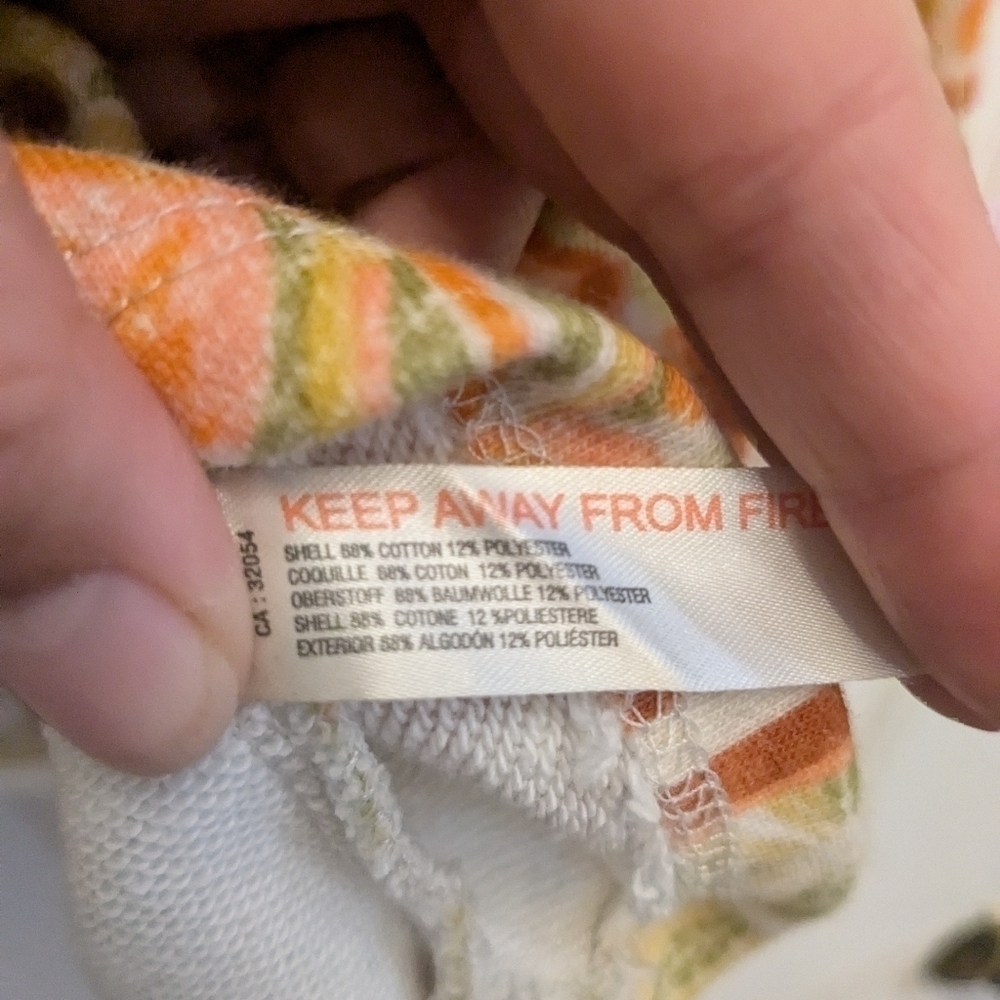 KEEP AWAY FROM FIRE
SHELL 88% COTTON 12% POLYESTER
COQUILLE 88% COTON 12% POLYESTER
OBERSTOFF 88% BAUMWOLLE 12% POLYESTER
SHELL 88% COTONE 12 %POLIESTERE
EXTERIOR 88% ALGODÓN 12% POLIÉSTER
CA : 32054